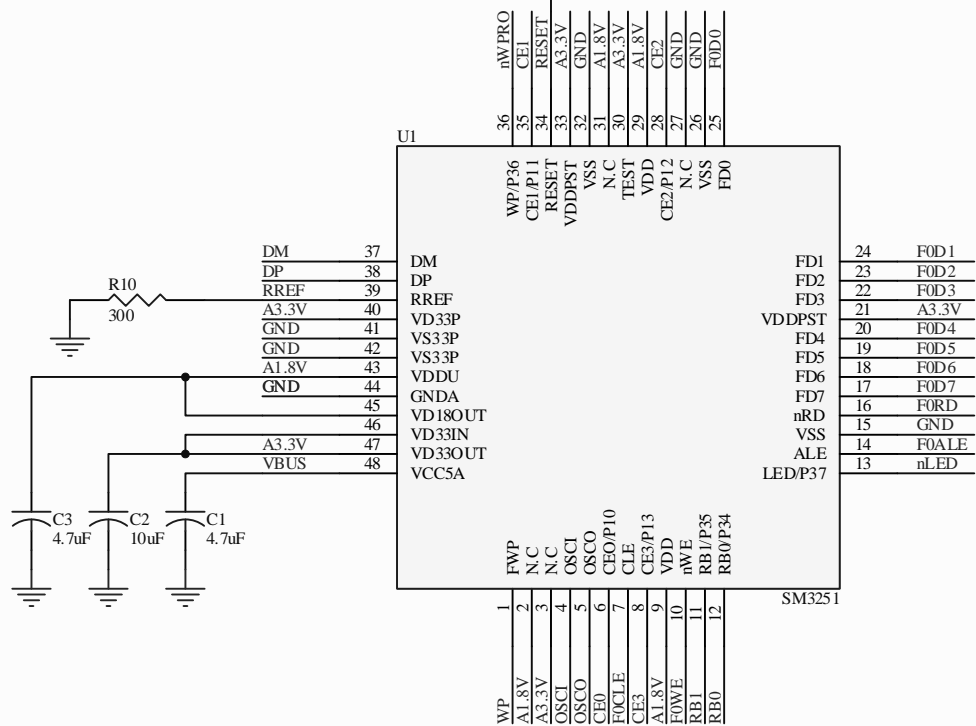 nWPRO
CE1
RESET
A3.3V
GND
A1.8V
A3.3V
A1.8V
CE2
GND
GND
F0D0
36
35
34
33
32
31
30
29
28
27
26
25
U1
WP/P36
CE1/P11
RESET
VDDPST
VSS
N.C
TEST
VDD
CE2/P12
N.C
VSS
FD0
DM 37 DM
DP 38 DP
R10
300
RREF 39 RREF
A3.3V 40 VD33P
GND 41 VS33P
GND 42 VS33P
A1.8V 43 VDDU
GND 44 GNDA
45 VD18OUT
46 VD33IN
A3.3V 47 VD33OUT
VBUS 48 VCC5A
FD1 24 F0D1
FD2 23 F0D2
FD3 22 F0D3
VDDPST 21 A3.3V
FD4 20 F0D4
FD5 19 F0D5
FD6 18 F0D6
FD7 17 F0D7
nRD 16 F0RD
VSS 15 GND
ALE 14 F0ALE
LED/P37 13 nLED
C3
4.7uF
C2
10uF
C1
4.7uF
FWP
N.C
N.C
OSCI
OSCO
CEO/P10
CLE
CE3/P13
VDD
nWE
RB1/P35
RB0/P34
SM3251
1
2
3
4
5
6
7
8
9
10
11
12
WP
A1.8V
A3.3V
OSCI
OSCO
CE0
F0CLE
CE3
A1.8V
F0WE
RB1
RB0